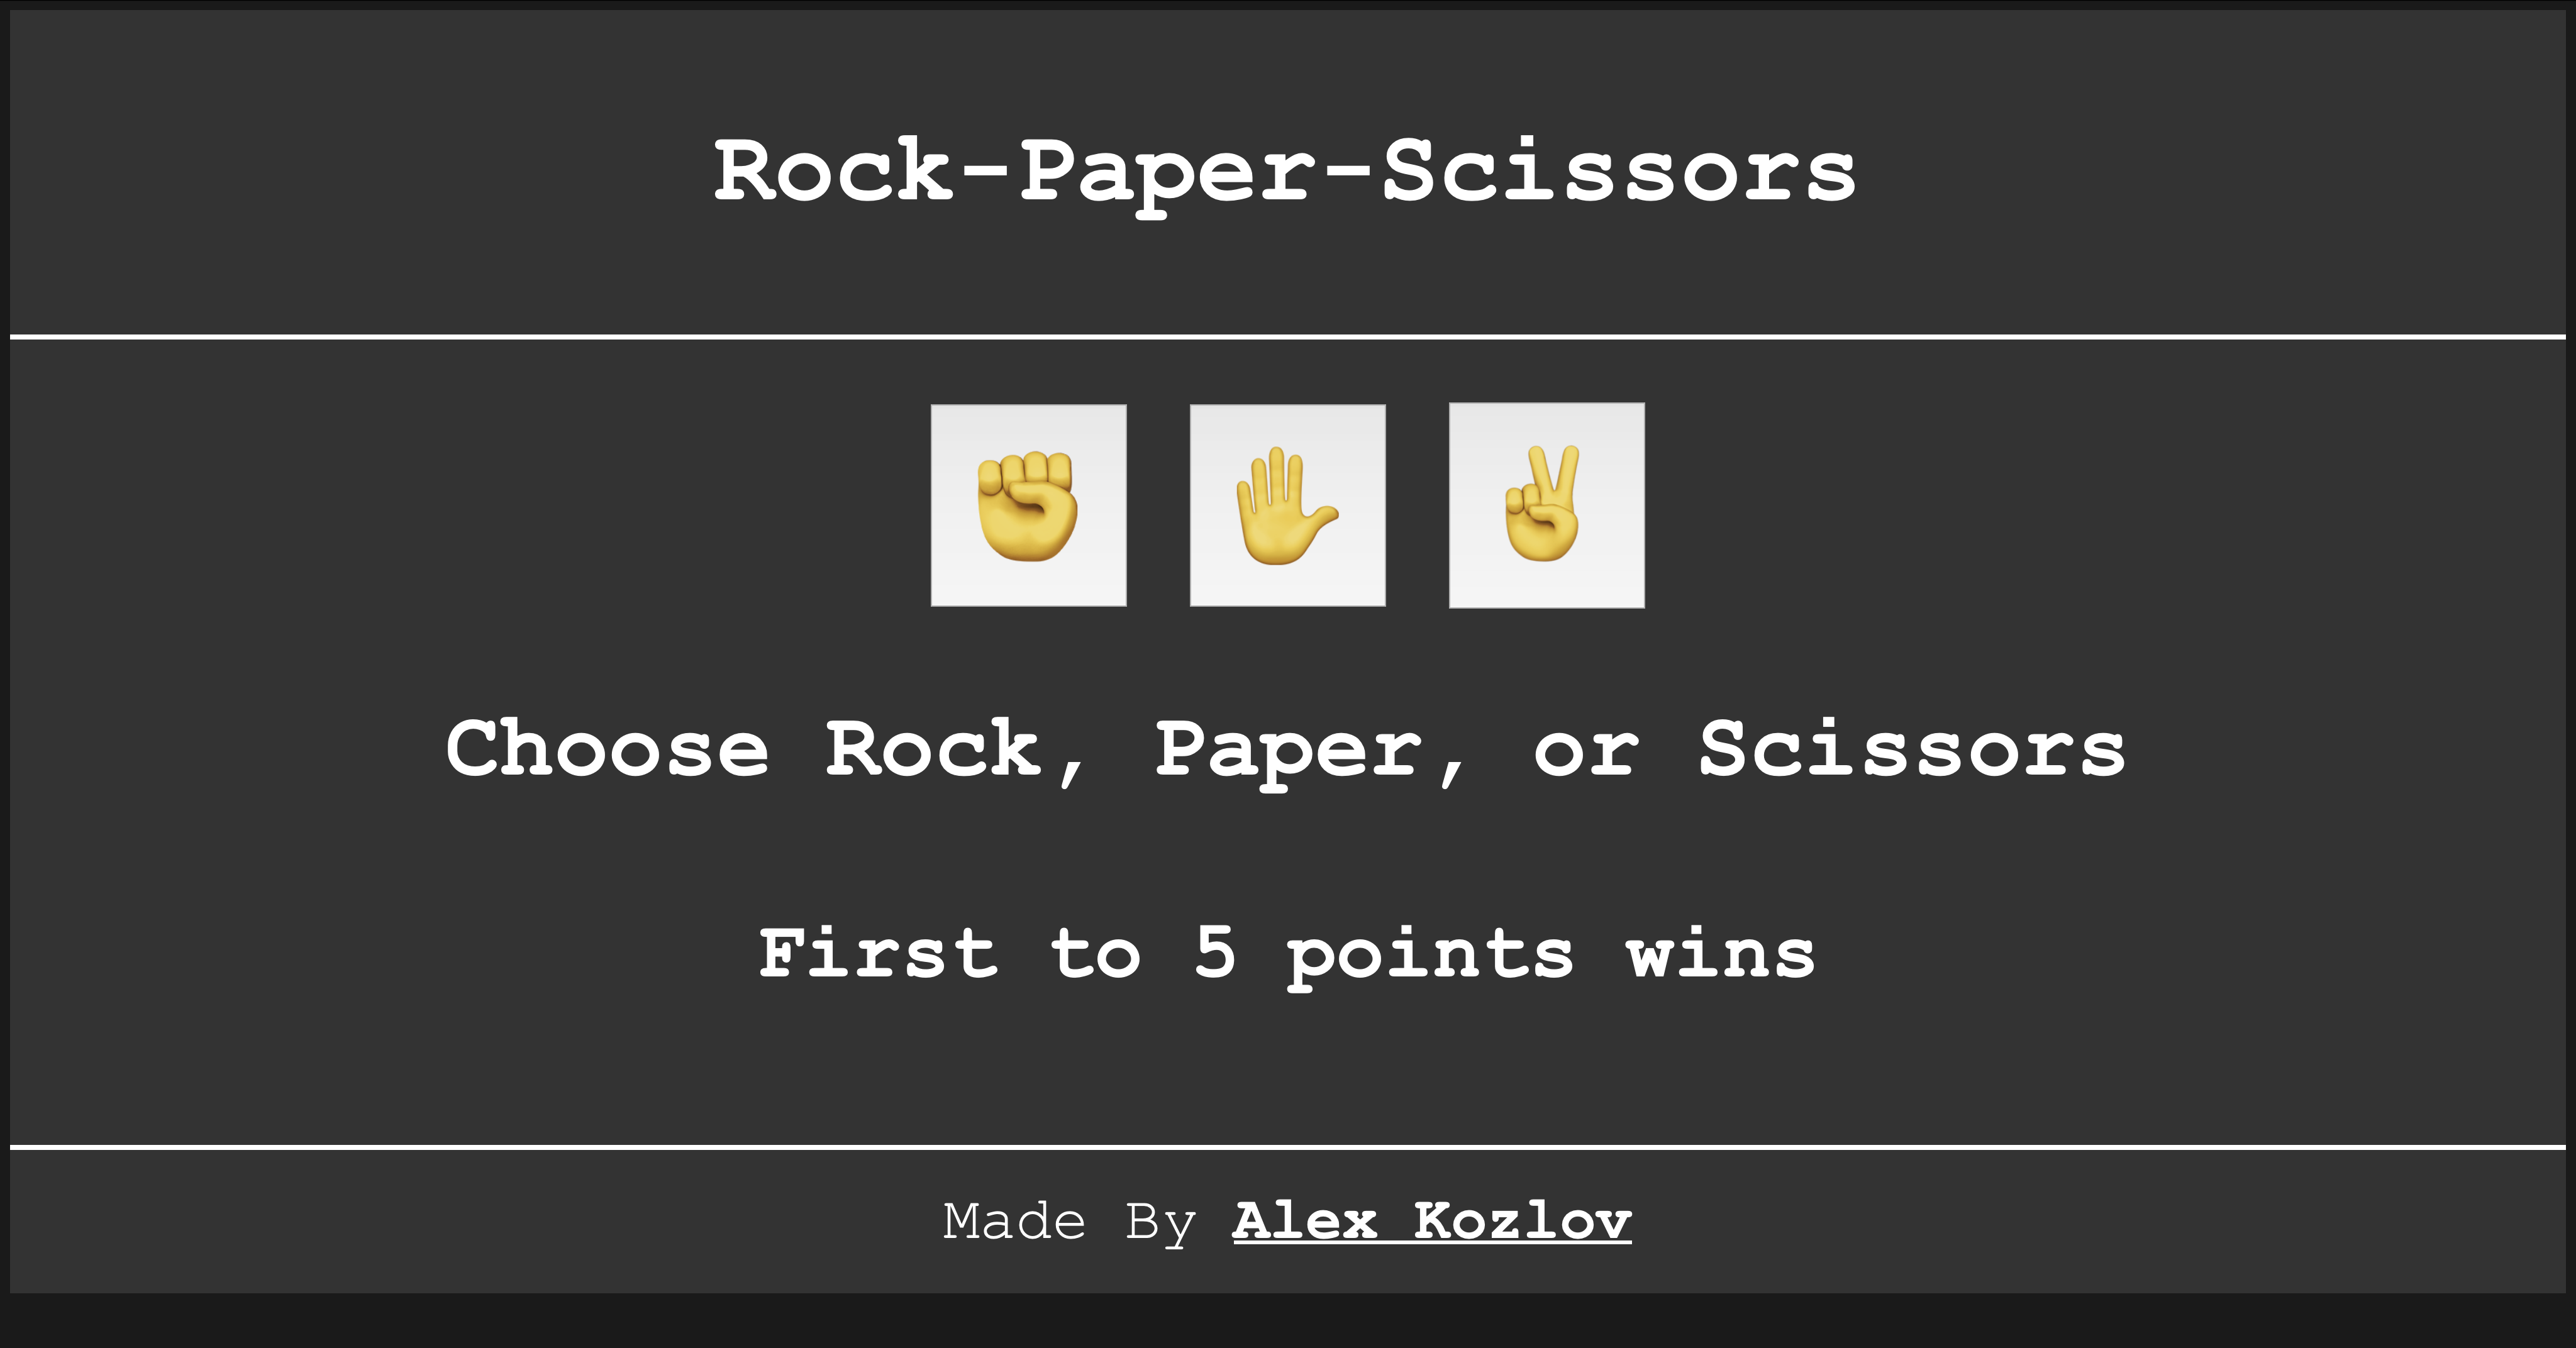 Rock-Paper-Scissors
Choose Rock, Paper, or Scissors
First to 5 points wins
Made By Alex Kozlov